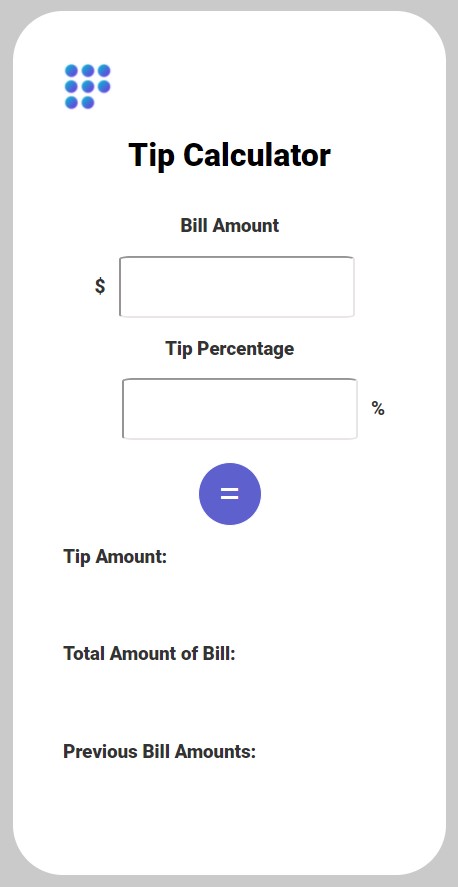 Tip Calculator
Bill Amount
$
Tip Percentage
%
=
Tip Amount:
Total Amount of Bill:
Previous Bill Amounts: